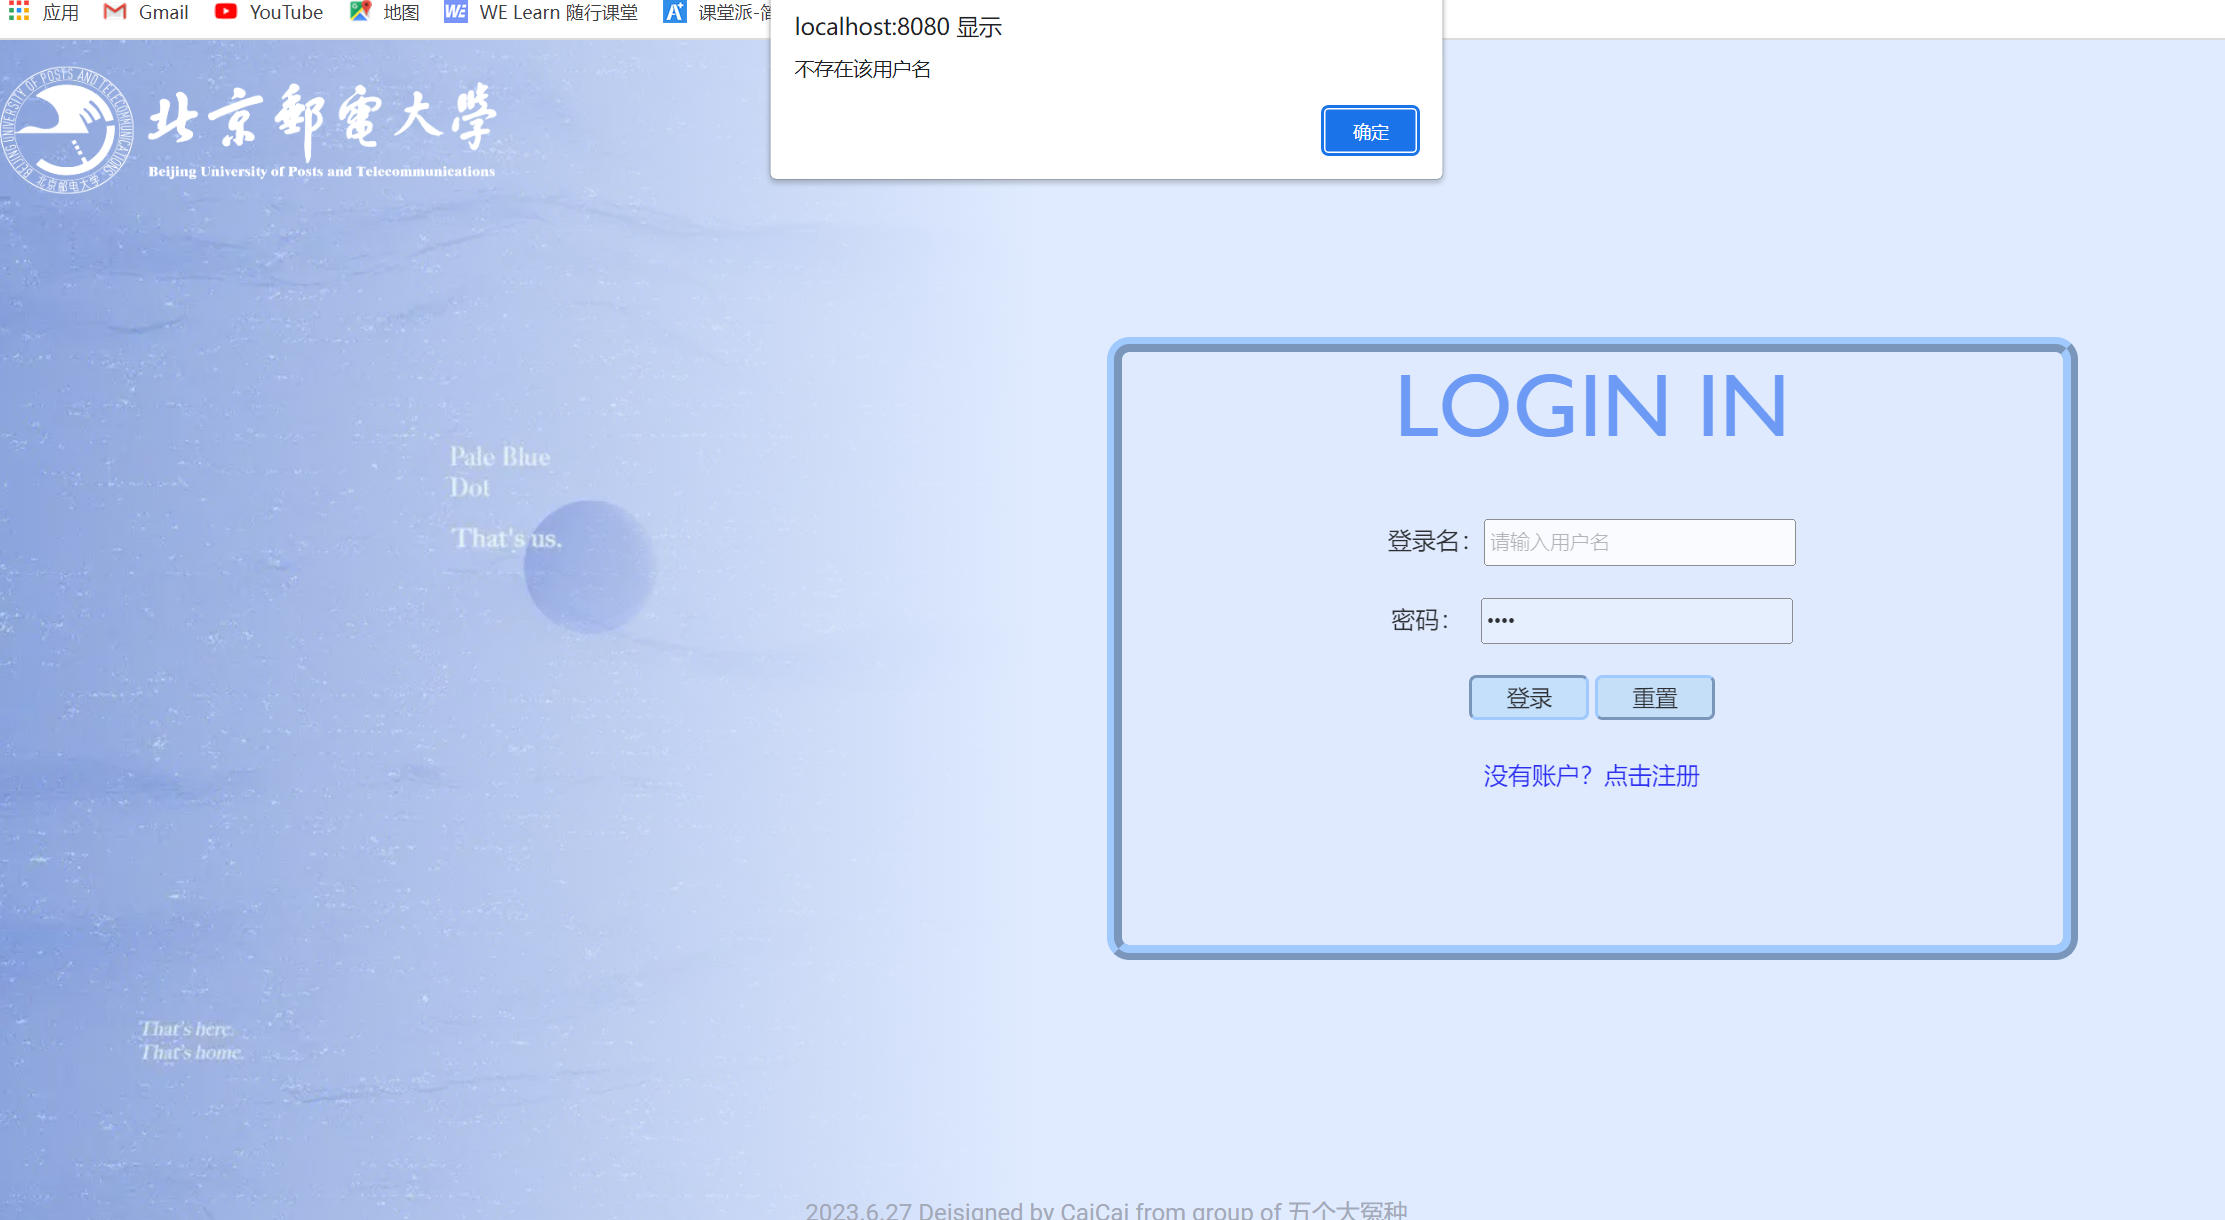 应用 Gmail YouTube 地图 WE Learn 随行课堂 课堂派-
localhost:8080 显示
不存在该用户名
确定
BEIJING UNIVERSITY OF POSTS AND TELECOMMUNICATIONS
北京邮电大学
北京郵電大學
Beijing University of Posts and Telecommunications
Pale Blue
Dot
That's us.
LOGIN IN
登录名：
请输入用户名
密码：
••••
登录 重置
没有账户？点击注册
That's here.
That's home.
2023.6.27 Deisigned by CaiCai from group of 五个大冤种